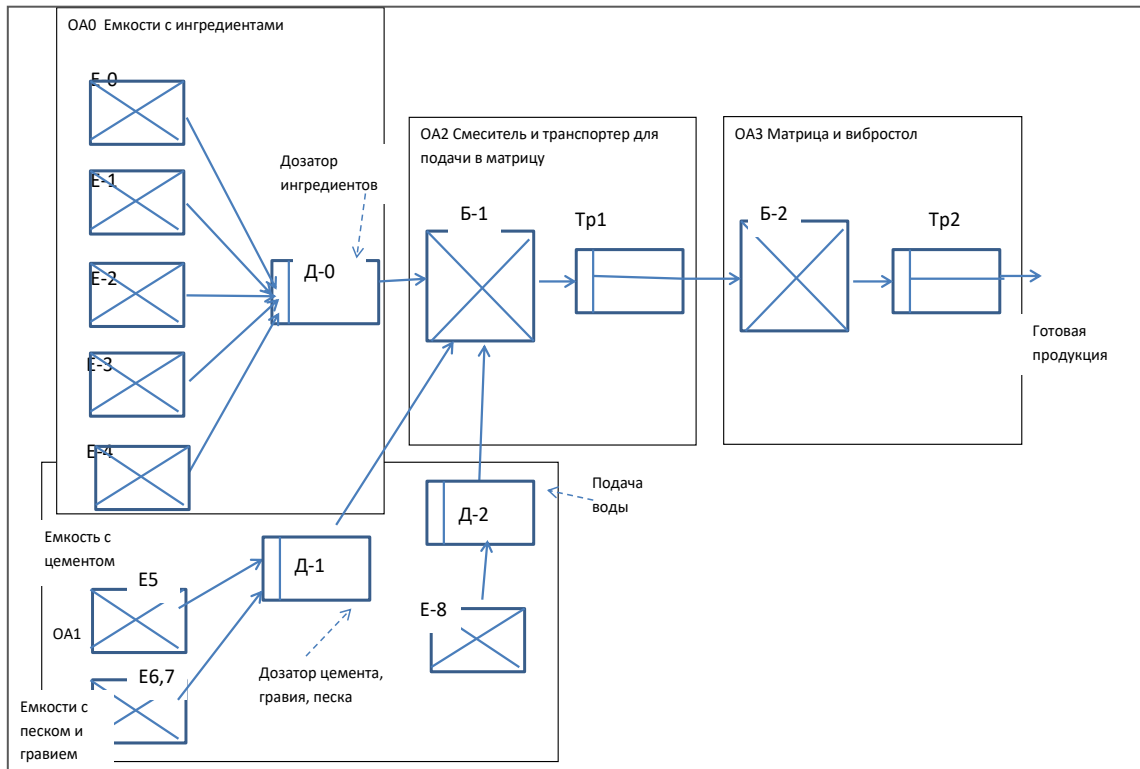 ОА0 Емкости с ингредиентами
Е-0
Е-1
Е-2
Е-3
Е-4
Дозатор
ингредиентов
Д-0
ОА2 Смеситель и транспортер для
подачи в матрицу
Б-1
Тр1
ОА3 Матрица и вибростол
Б-2
Тр2
Готовая
продукция
Подача
воды
Д-2
Е-8
Емкость с
цементом
Е5
Д-1
ОА1
Е6,7
Дозатор цемента,
гравия, песка
Емкости с
песком и
гравием